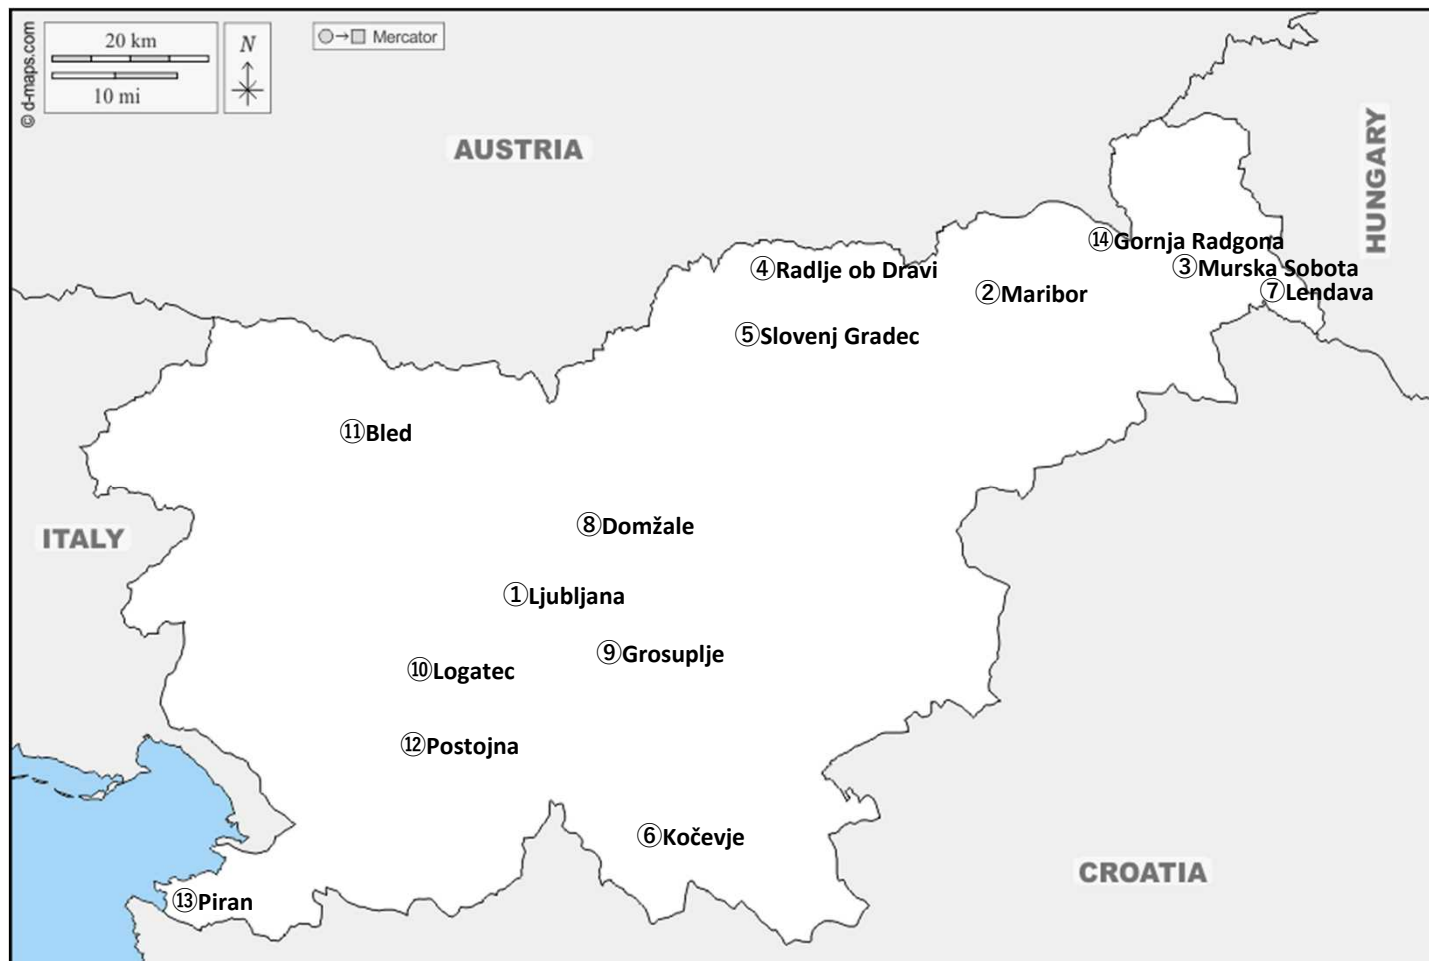 © d-maps.com
20 km
10 mi
N
Mercator
AUSTRIA
HUNGARY
⑭Gornja Radgona
④Radlje ob Dravi
③Murska Sobota
②Maribor
⑦Lendava
⑤Slovenj Gradec
⑪Bled
⑧Domžale
ITALY
①Ljubljana
⑨Grosuplje
⑩Logatec
⑫Postojna
⑥Kočevje
CROATIA
⑬Piran